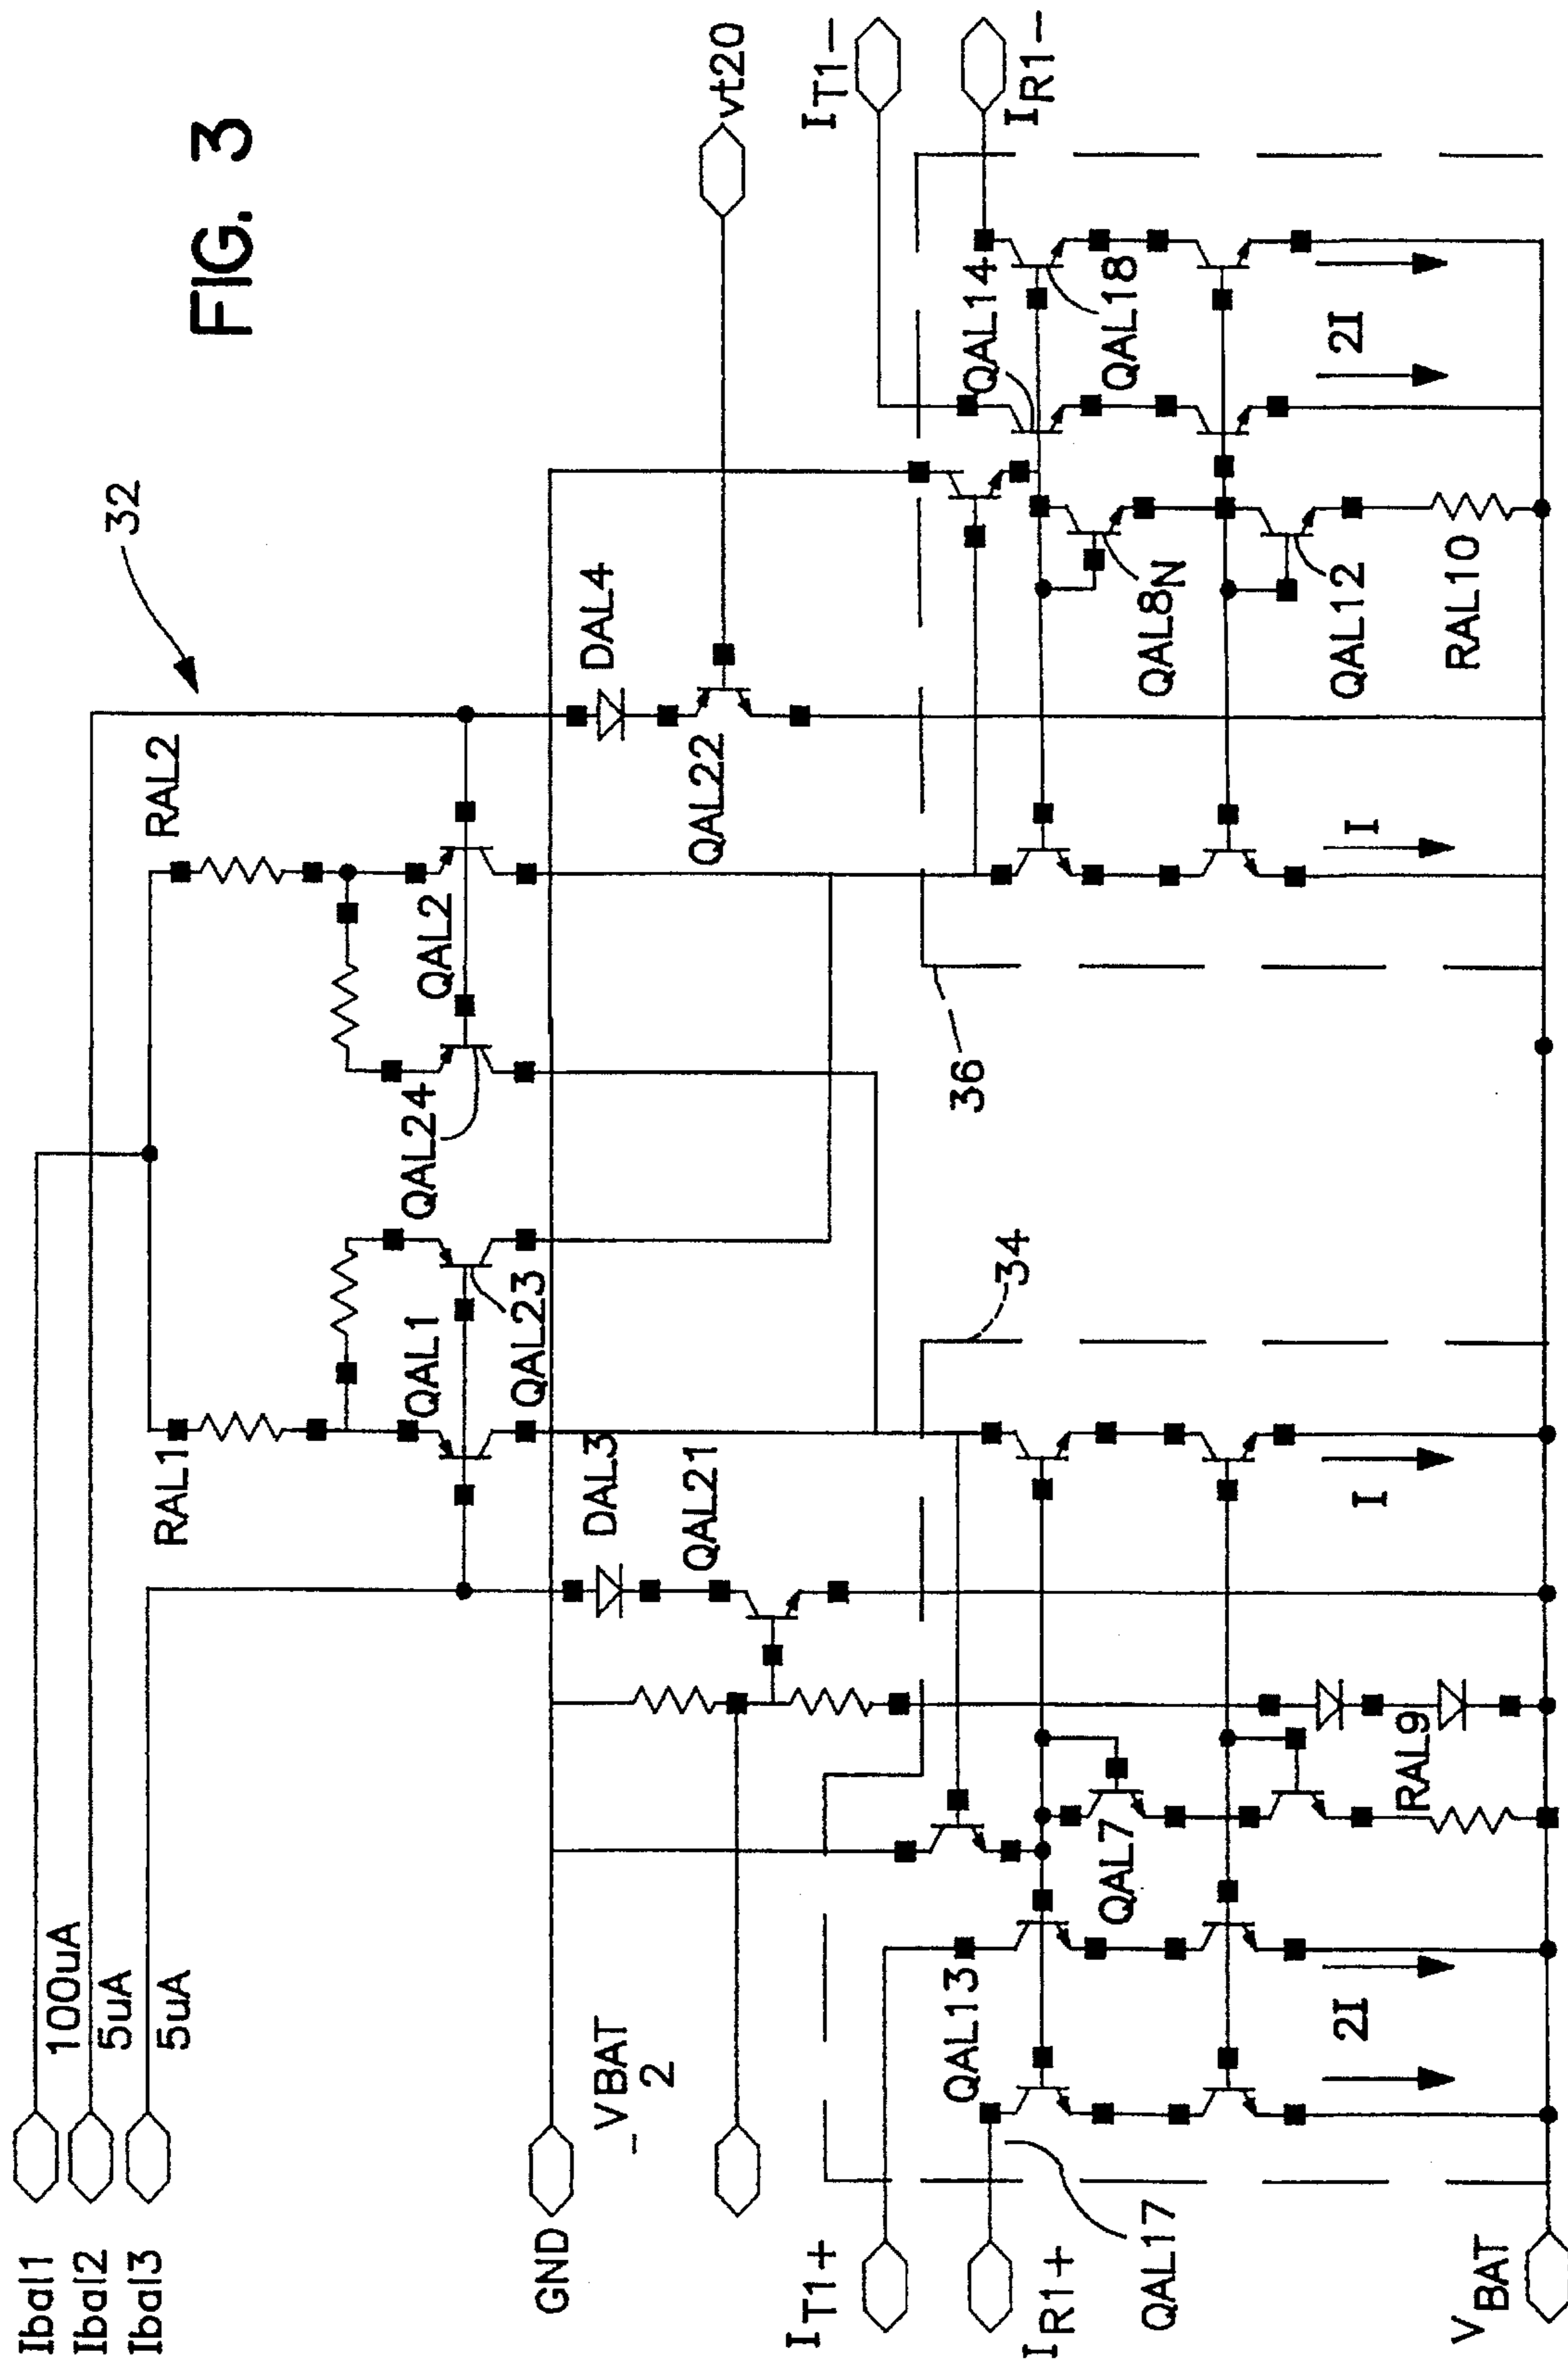 FIG. 3
32
Ibal1
100uA
Ibal2
5uA
Ibal3
5uA
RAL1
RAL2
QAL1
QAL23
QAL24
QAL2
GND
DAL3
DAL4
QAL21
QAL22
vt20
-VBAT
2
34
36
IT1+
IR1+
QAL17
QAL13
QAL7
RAL9
2I
I
I
2I
QAL8N
QAL12
RAL10
QAL14
QAL18
IT1-
IR1-
VBAT